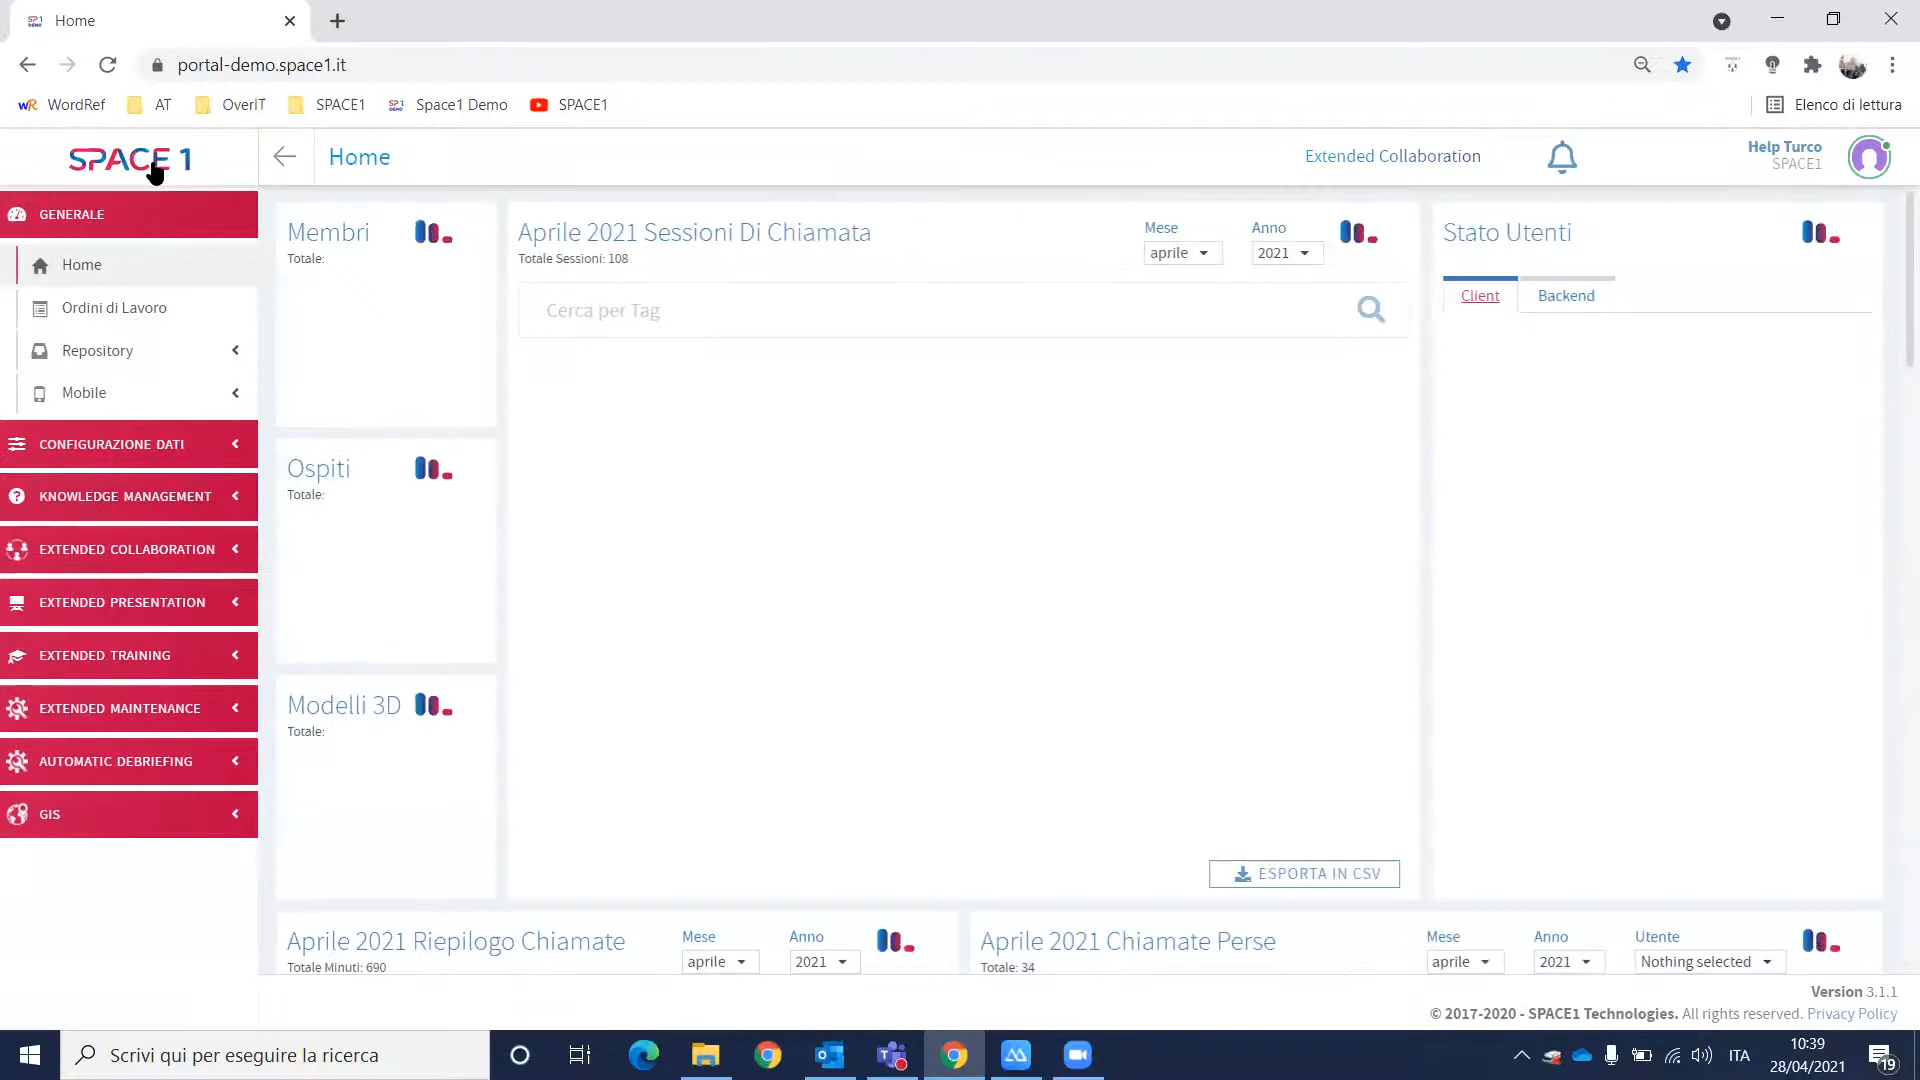 Home
portal-demo.space1.it
WordRef
AT
OverIT
SPACE1
Space1 Demo
SPACE1
Elenco di lettura
SPACE 1
Home
Extended Collaboration
Help Turco
SPACE1
GENERALE
Home
Ordini di Lavoro
Repository
Mobile
CONFIGURAZIONE DATI
KNOWLEDGE MANAGEMENT
EXTENDED COLLABORATION
EXTENDED PRESENTATION
EXTENDED TRAINING
EXTENDED MAINTENANCE
AUTOMATIC DEBRIEFING
GIS
Membri
Totale:
Ospiti
Totale:
Modelli 3D
Totale:
Aprile 2021 Sessioni Di Chiamata
Totale Sessioni: 108
Mese
aprile
Anno
2021
Cerca per Tag
ESPORTA IN CSV
Stato Utenti
Client
Backend
Aprile 2021 Riepilogo Chiamate
Totale Minuti: 690
Mese
aprile
Anno
2021
Aprile 2021 Chiamate Perse
Totale: 34
Mese
aprile
Anno
2021
Utente
Nothing selected
Version 3.1.1
© 2017-2020 - SPACE1 Technologies. All rights reserved. Privacy Policy
Scrivi qui per eseguire la ricerca
ITA
10:39
28/04/2021
19